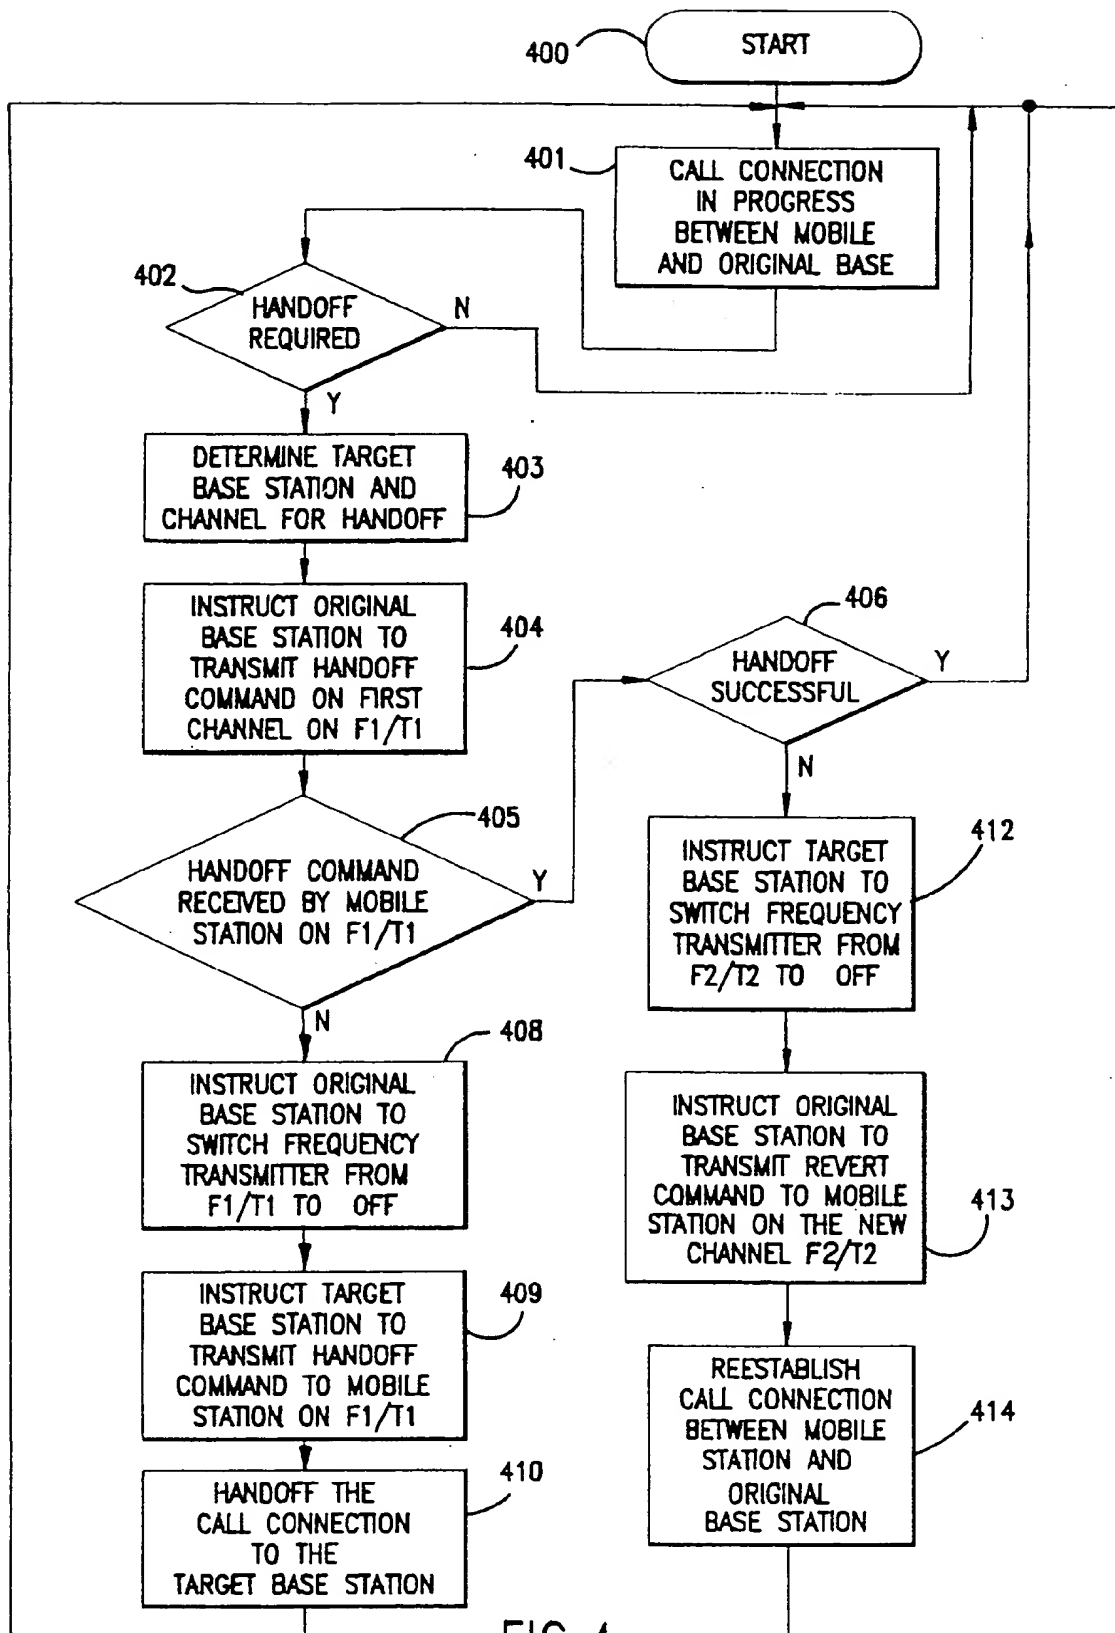 START
400
401
CALL CONNECTION
IN PROGRESS
BETWEEN MOBILE
AND ORIGINAL BASE
402
HANDOFF
REQUIRED
N
Y
DETERMINE TARGET
BASE STATION AND
CHANNEL FOR HANDOFF
403
INSTRUCT ORIGINAL
BASE STATION TO
TRANSMIT HANDOFF
COMMAND ON FIRST
CHANNEL ON F1/T1
404
405
HANDOFF COMMAND
RECEIVED BY MOBILE
STATION ON F1/T1
Y
N
406
HANDOFF
SUCCESSFUL
Y
N
408
INSTRUCT ORIGINAL
BASE STATION TO
SWITCH FREQUENCY
TRANSMITTER FROM
F1/T1 TO OFF
409
INSTRUCT TARGET
BASE STATION TO
TRANSMIT HANDOFF
COMMAND TO MOBILE
STATION ON F1/T1
410
HANDOFF THE
CALL CONNECTION
TO THE
TARGET BASE STATION
412
INSTRUCT TARGET
BASE STATION TO
SWITCH FREQUENCY
TRANSMITTER FROM
F2/T2 TO OFF
INSTRUCT ORIGINAL
BASE STATION TO
TRANSMIT REVERT
COMMAND TO MOBILE
STATION ON THE NEW
CHANNEL F2/T2
413
REESTABLISH
CALL CONNECTION
BETWEEN MOBILE
STATION AND
ORIGINAL
BASE STATION
414